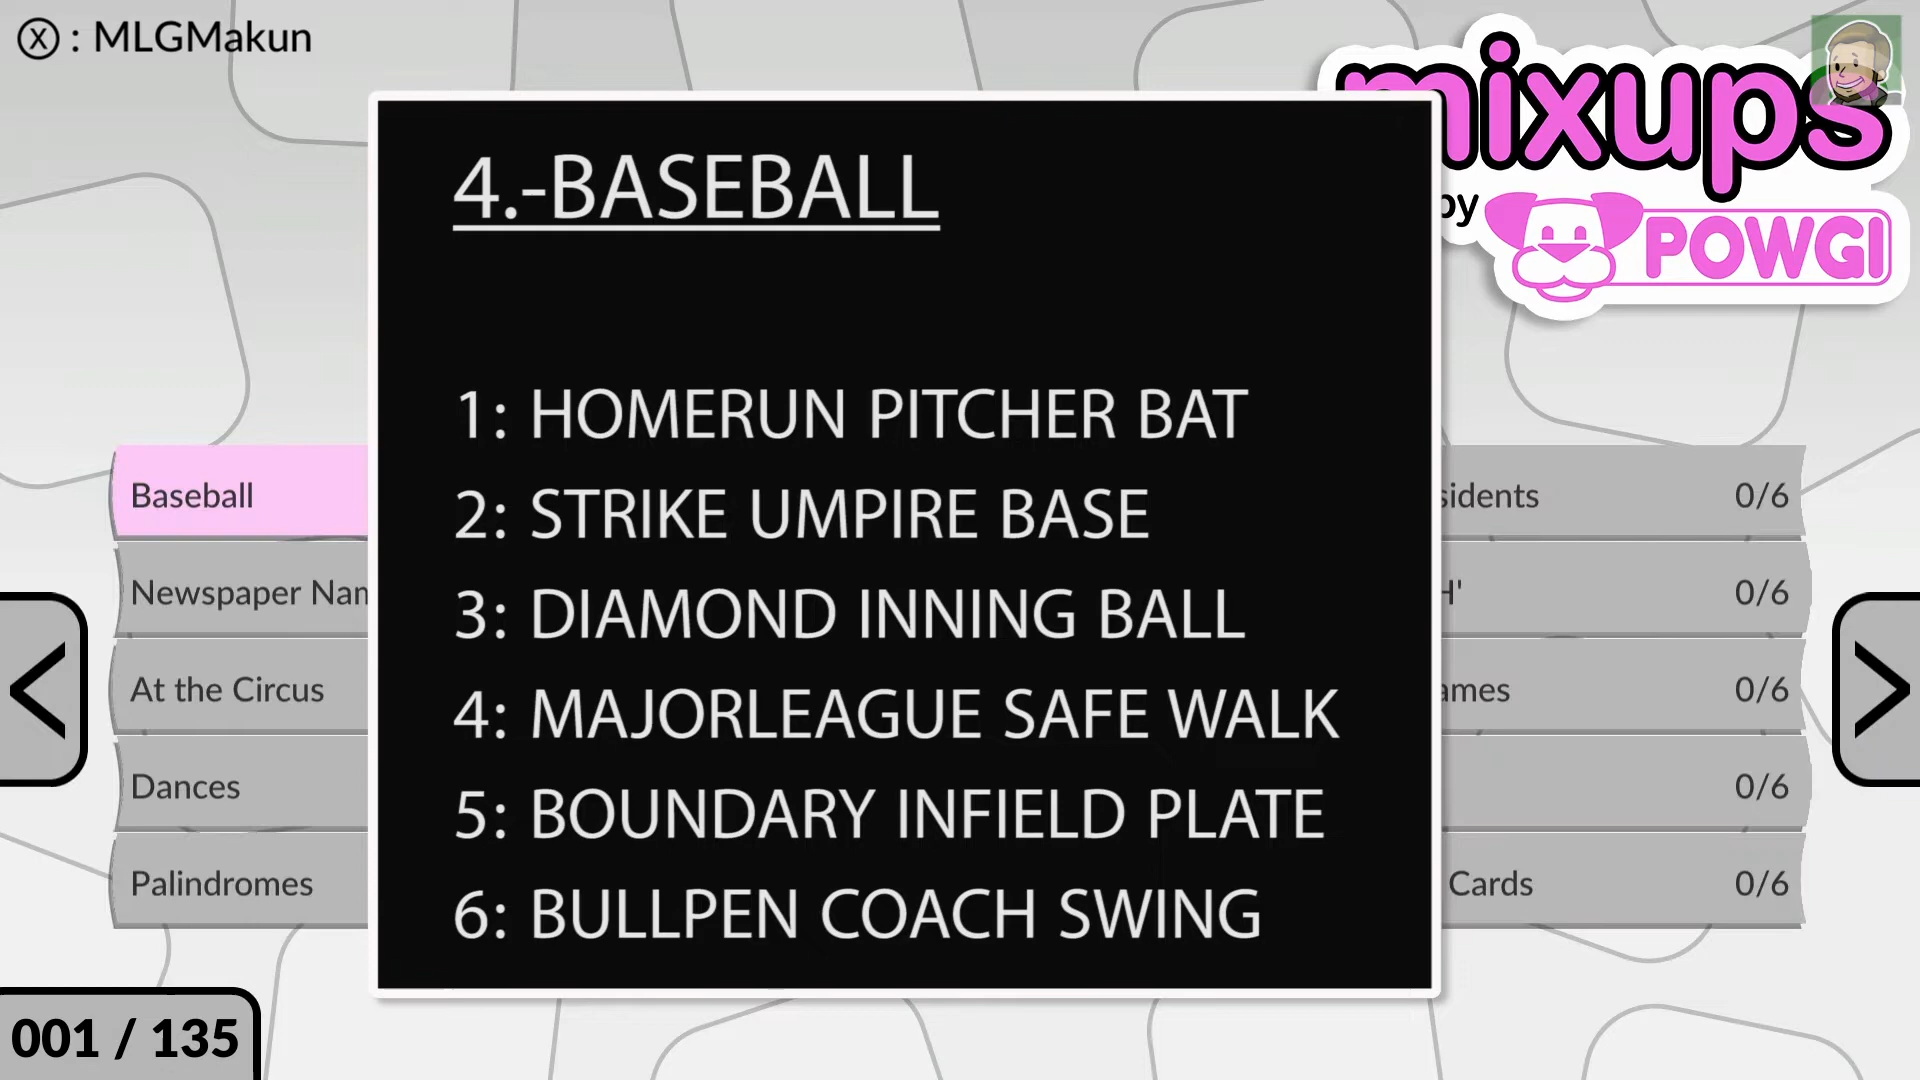 Ⓧ : MLGMakun
mixups
by POWGI
4.-BASEBALL
1: HOMERUN PITCHER BAT
2: STRIKE UMPIRE BASE
3: DIAMOND INNING BALL
4: MAJORLEAGUE SAFE WALK
5: BOUNDARY INFIELD PLATE
6: BULLPEN COACH SWING
Baseball
sidents 0/6
Newspaper Nam
H' 0/6
At the Circus
ames 0/6
Dances
0/6
Palindromes
Cards 0/6
<
>
001 / 135